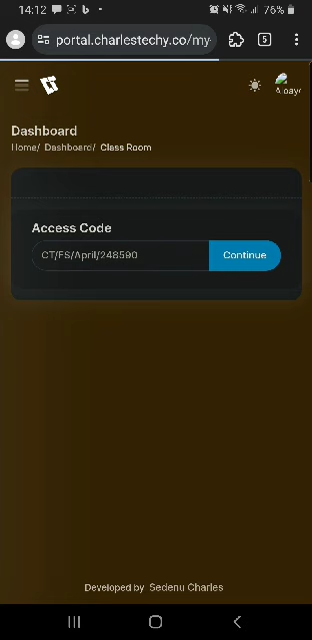 14:12 76%
portal.charlestechy.co/my 5
Dashboard
Home/ Dashboard/ Class Room
Access Code
CT/FS/April/248590 Continue
Developed by Sedenu Charles